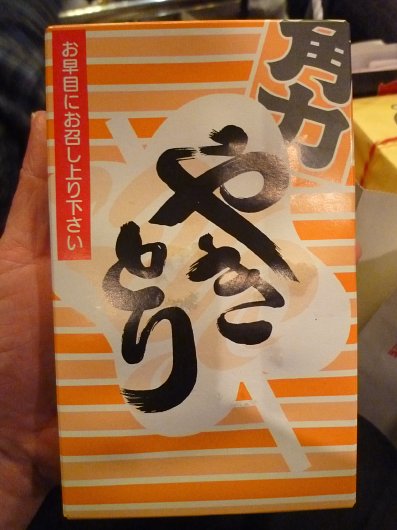 角力
やき
とり
お早目にお召し上り下さい